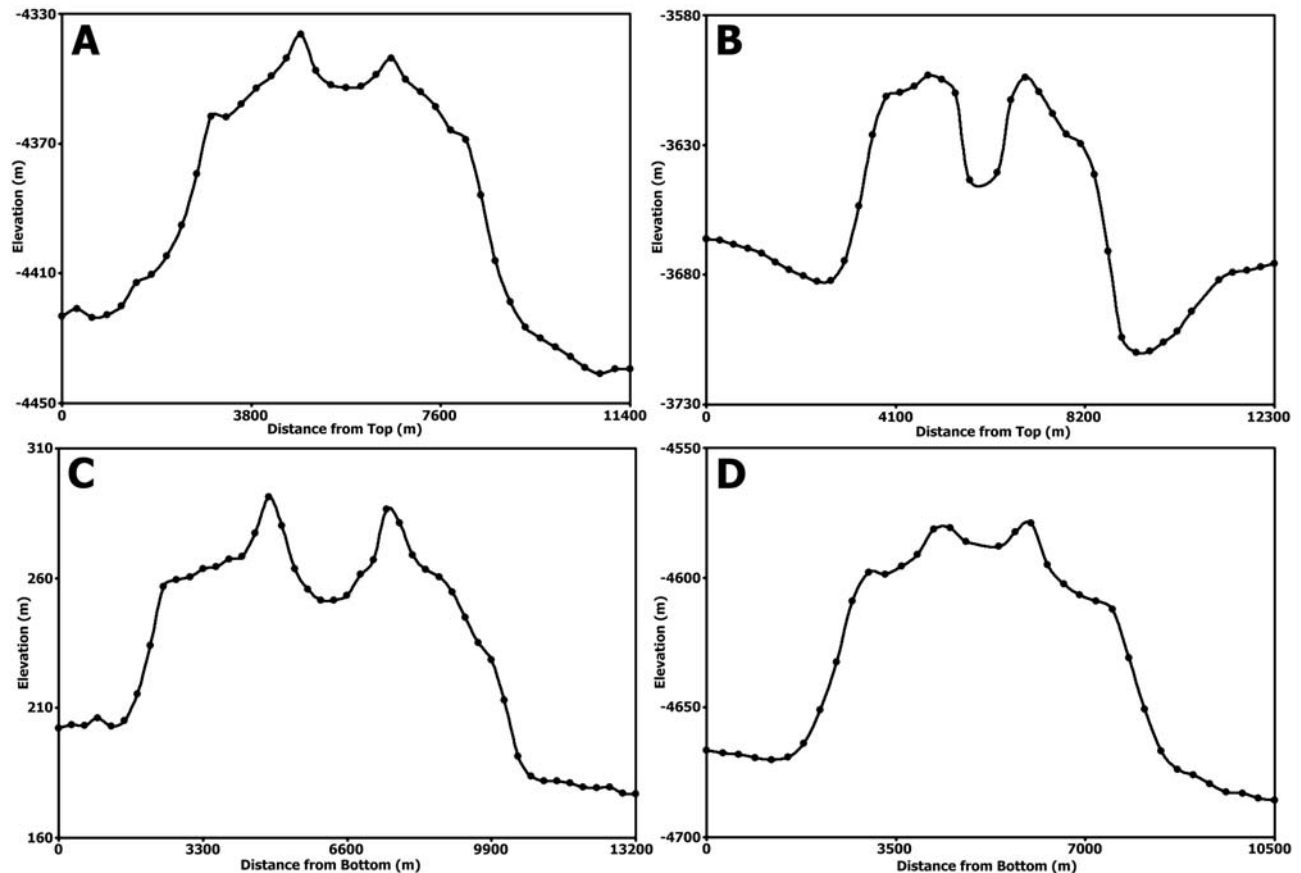 A
Elevation (m)
-4330
-4370
-4410
-4450
0
3800
7600
11400
Distance from Top (m)
B
Elevation (m)
-3580
-3630
-3680
-3730
0
4100
8200
12300
Distance from Top (m)
C
Elevation (m)
310
260
210
160
0
3300
6600
9900
13200
Distance from Bottom (m)
D
Elevation (m)
-4550
-4600
-4650
-4700
0
3500
7000
10500
Distance from Bottom (m)